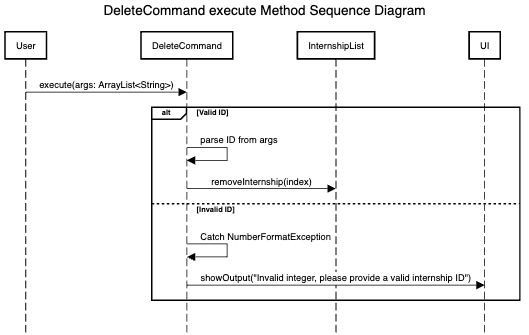 DeleteCommand execute Method Sequence Diagram
User
DeleteCommand
InternshipList
UI
execute(args: ArrayList<String>)
alt
[Valid ID]
parse ID from args
removeInternship(index)
[Invalid ID]
Catch NumberFormatException
showOutput("Invalid integer, please provide a valid internship ID")